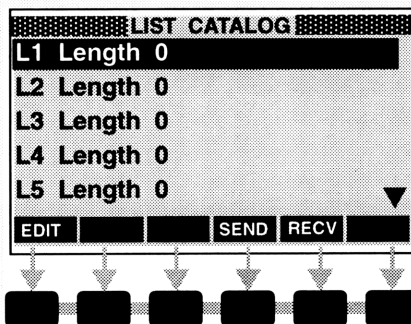 LIST CATALOG
L1 Length 0
L2 Length 0
L3 Length 0
L4 Length 0
L5 Length 0
EDIT SEND RECV